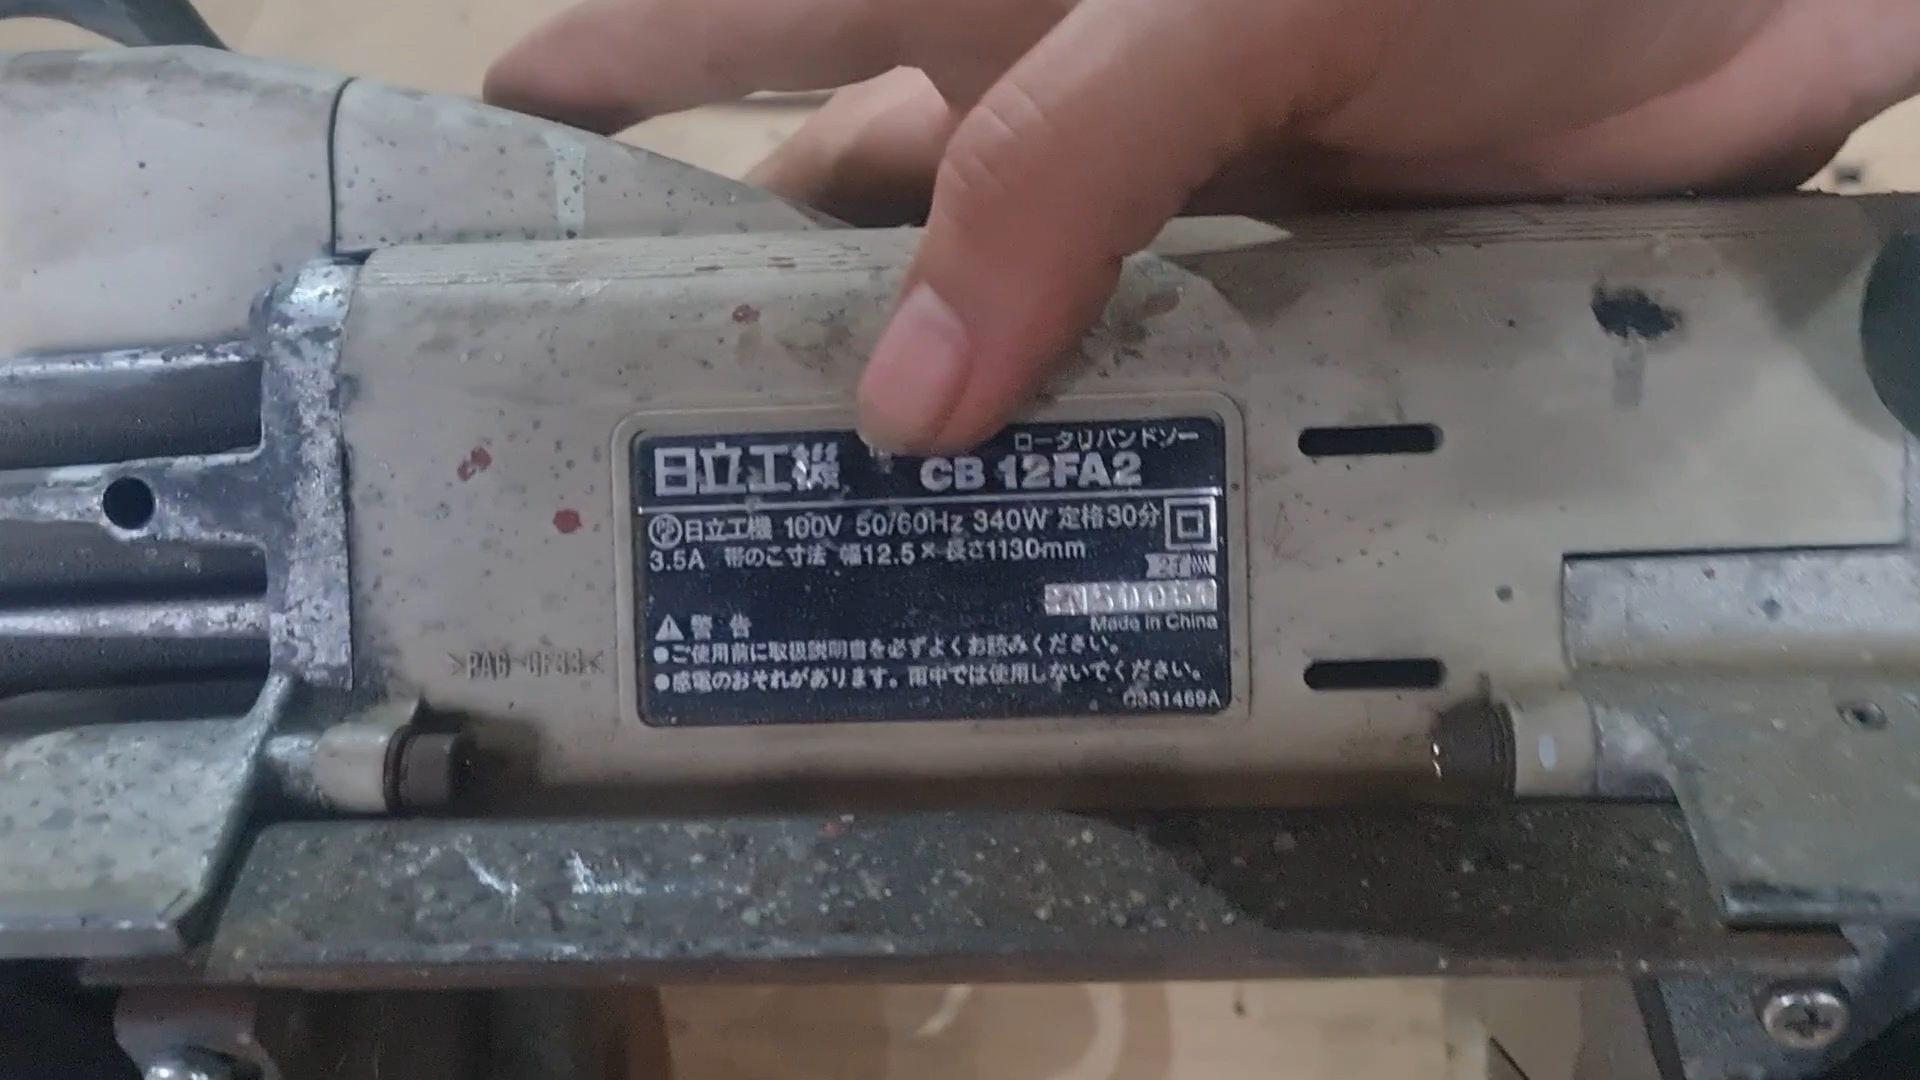 ロータリバンドソー
日立工機 CB 12FA2
PS 日立工機 100V 50/60Hz 340W 定格30分
3.5A 帯のこ寸法 幅12.5×長さ1130mm
Made in China
警告
●ご使用前に取扱説明書を必ずよくお読みください。
●感電のおそれがあります。雨中では使用しないでください。
C331469A